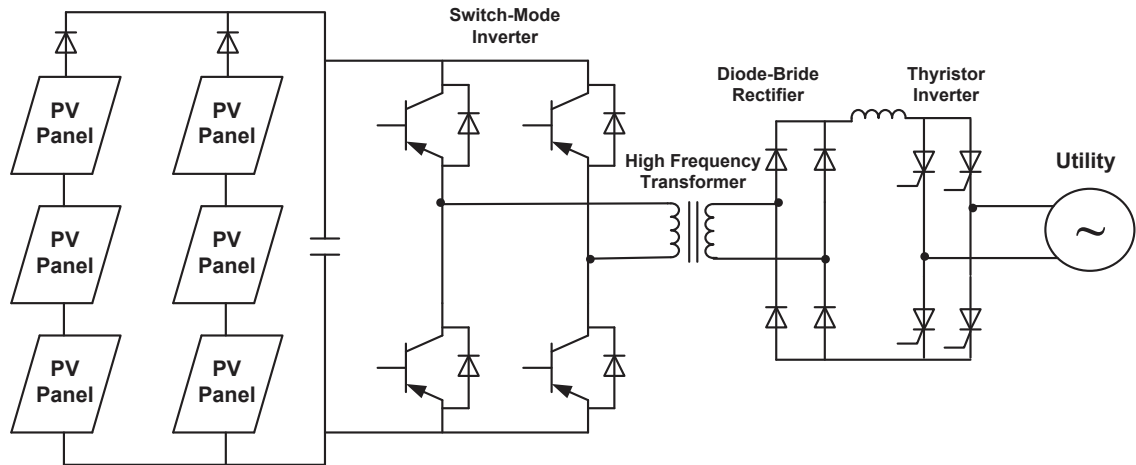 Switch-Mode
Inverter
Diode-Bride
Rectifier
Thyristor
Inverter
PV
Panel
PV
Panel
High Frequency
Transformer
Utility
~
PV
Panel
PV
Panel
PV
Panel
PV
Panel